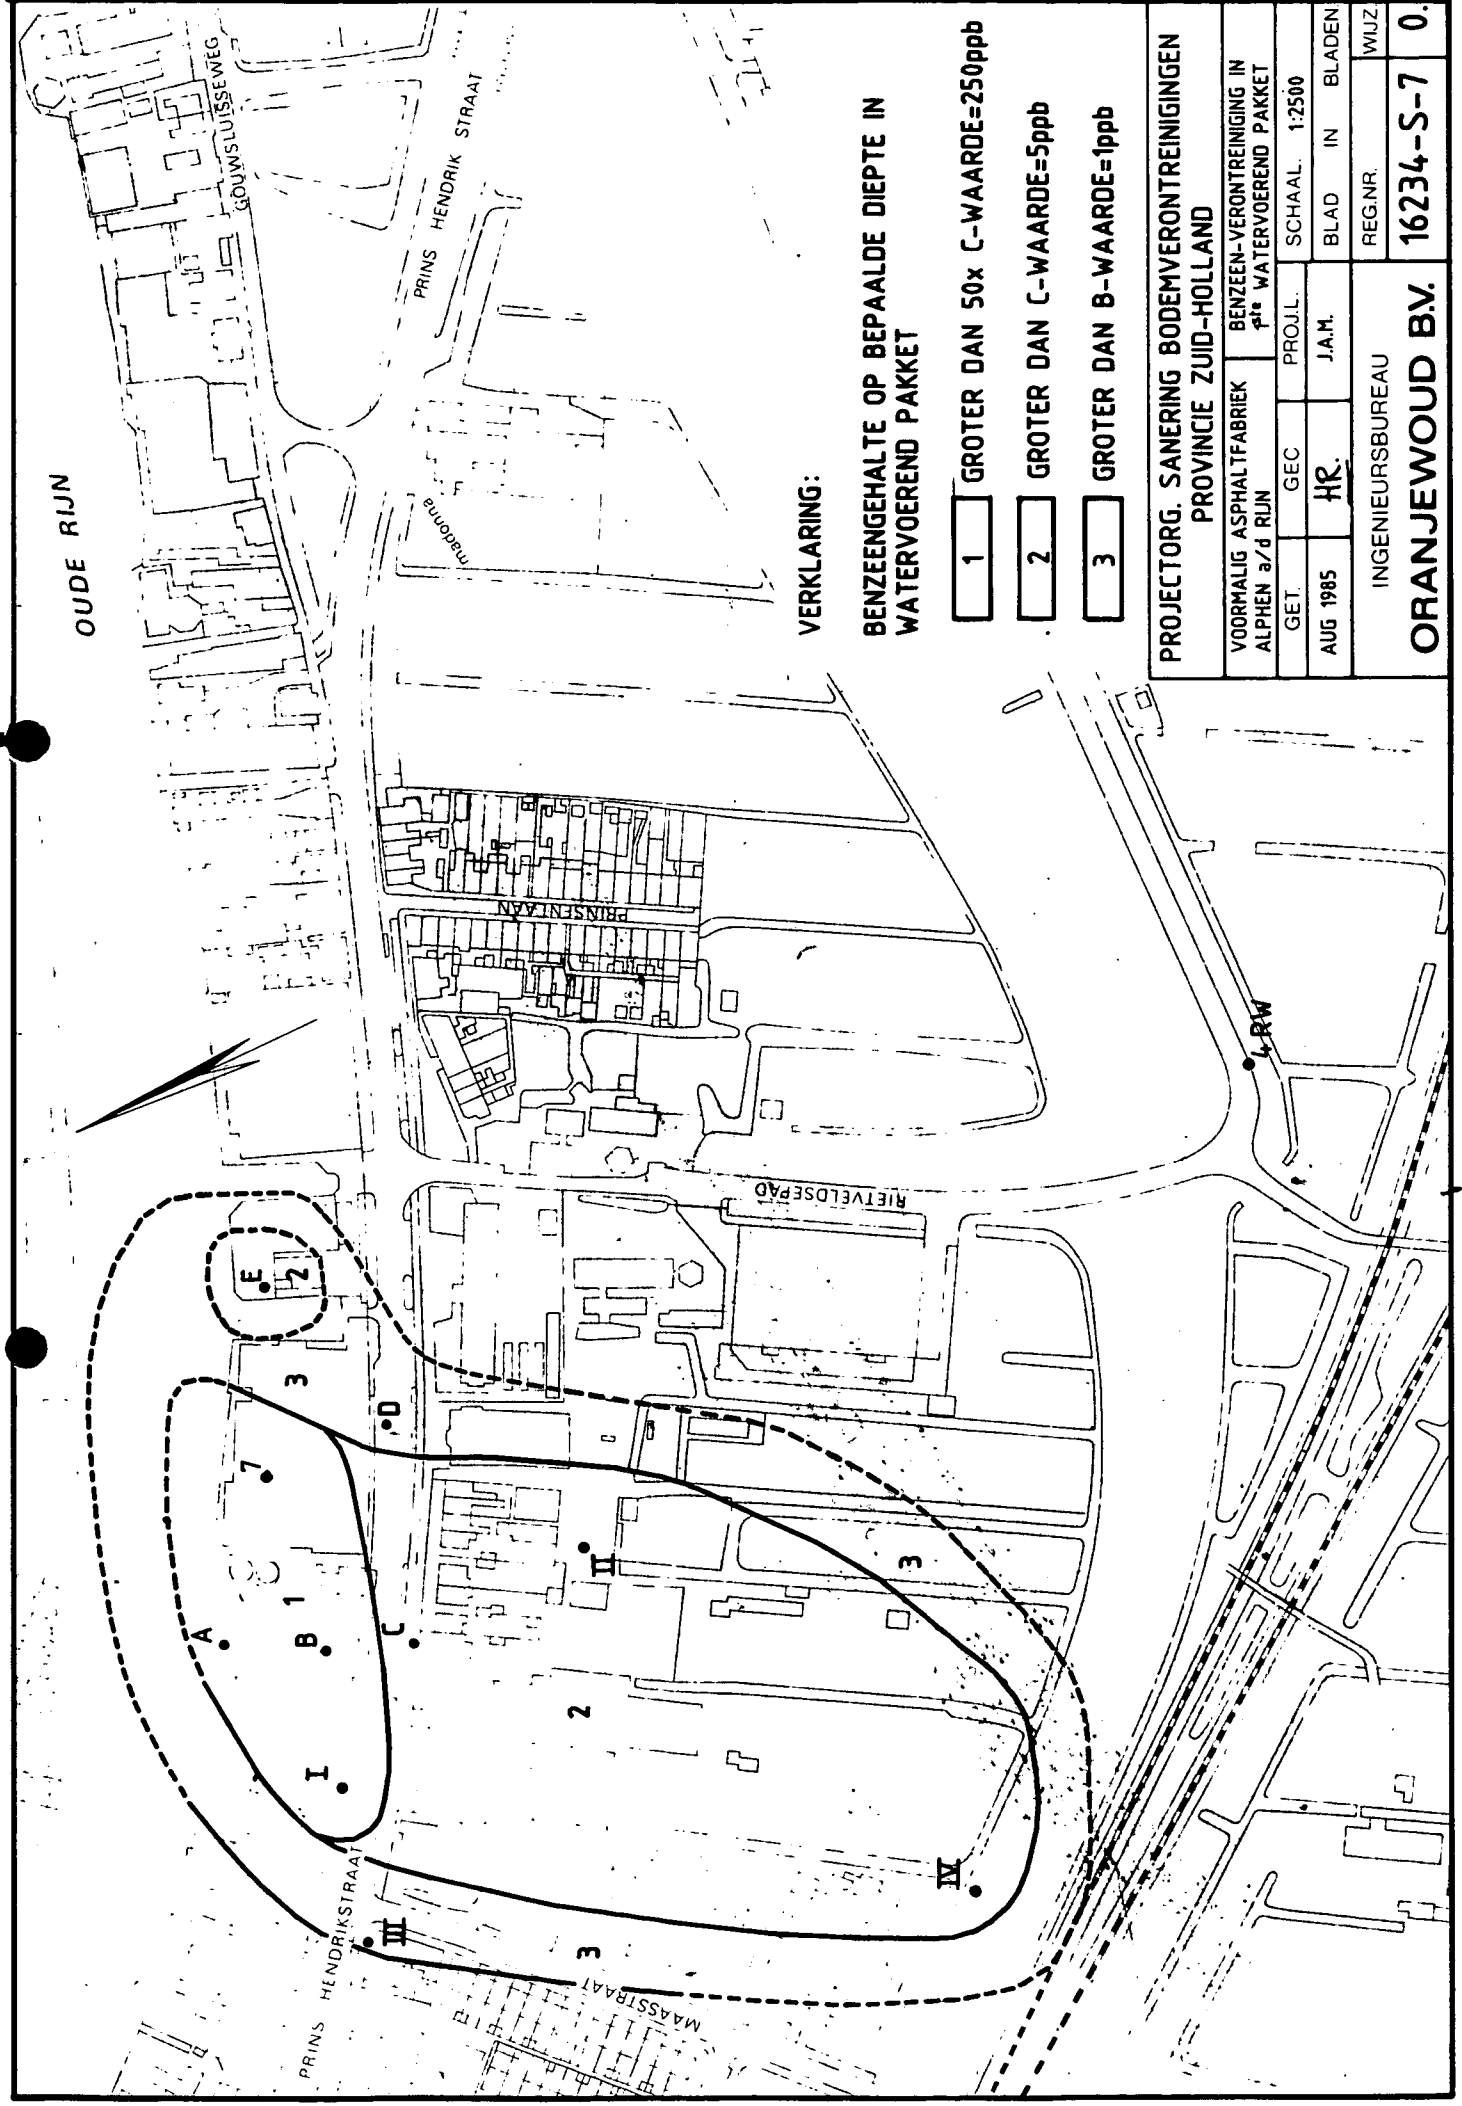 OUDE RIJN
GOUWSLUISSEWEG
PRINS HENDRIK STRAAT
madonna
PRINSENLAAN
RIETVELDSEPAD
4RW
PRINS HENDRIKSTRAAT
MAASSTRAAT
E
2
3
D
7
1
A
B
C
I
II
2
3
III
3
IV
VERKLARING:
BENZEENGEHALTE OP BEPAALDE DIEPTE IN
WATERVOEREND PAKKET
1 GROTER DAN 50x C-WAARDE=250ppb
2 GROTER DAN C-WAARDE=5ppb
3 GROTER DAN B-WAARDE=1ppb
PROJECTORG. SANERING BODEMVERONTREINIGINGEN
PROVINCIE ZUID-HOLLAND
VOORMALIG ASPHALTFABRIEK
ALPHEN a/d RIJN
BENZEEN-VERONTREINIGING IN
1ste WATERVOEREND PAKKET
GET. GEC PROJ.L. SCHAAL. 1:2500
AUG 1985 HR. J.A.M. BLAD IN BLADEN
INGENIEURSBUREAU
ORANJEWOUD B.V.
REG.NR. WIJZ.
16234-S-7 0.